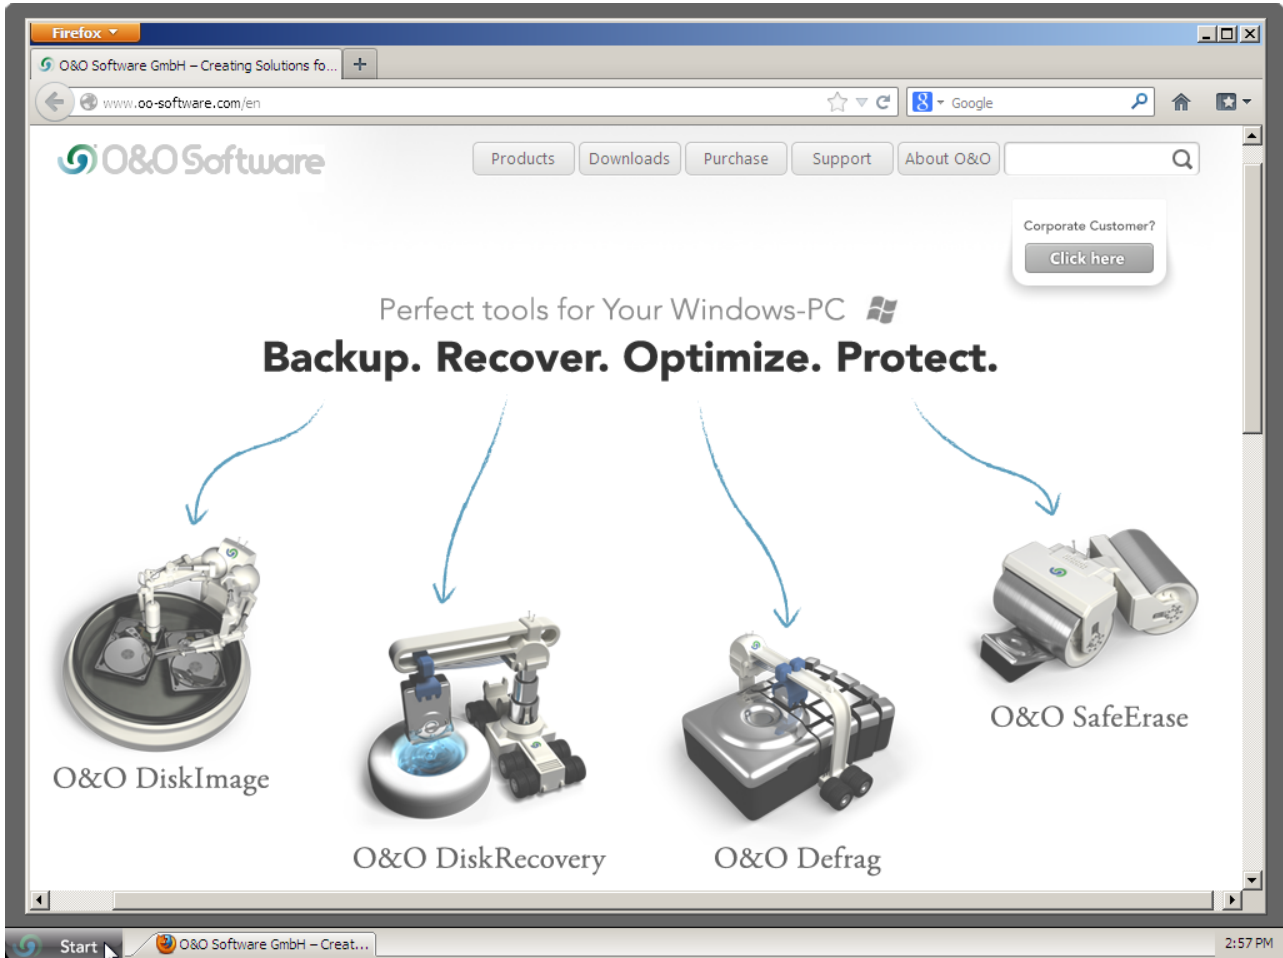 Firefox
O&O Software GmbH – Creating Solutions fo...
www.oo-software.com/en
Google
O&O Software
Products
Downloads
Purchase
Support
About O&O
Corporate Customer?
Click here
Perfect tools for Your Windows-PC
Backup. Recover. Optimize. Protect.
O&O SafeErase
O&O DiskImage
O&O DiskRecovery
O&O Defrag
Start
O&O Software GmbH – Creat...
2:57 PM